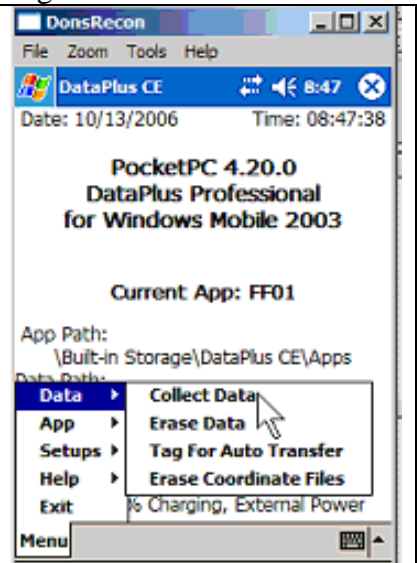 DonsRecon
File Zoom Tools Help
DataPlus CE 8:47
Date: 10/13/2006 Time: 08:47:38
PocketPC 4.20.0
DataPlus Professional
for Windows Mobile 2003
Current App: FF01
App Path:
\Built-in Storage\DataPlus CE\Apps
Data Path:
Data Collect Data
App Erase Data
Setups Tag For Auto Transfer
Help Erase Coordinate Files
Exit % Charging, External Power
Menu